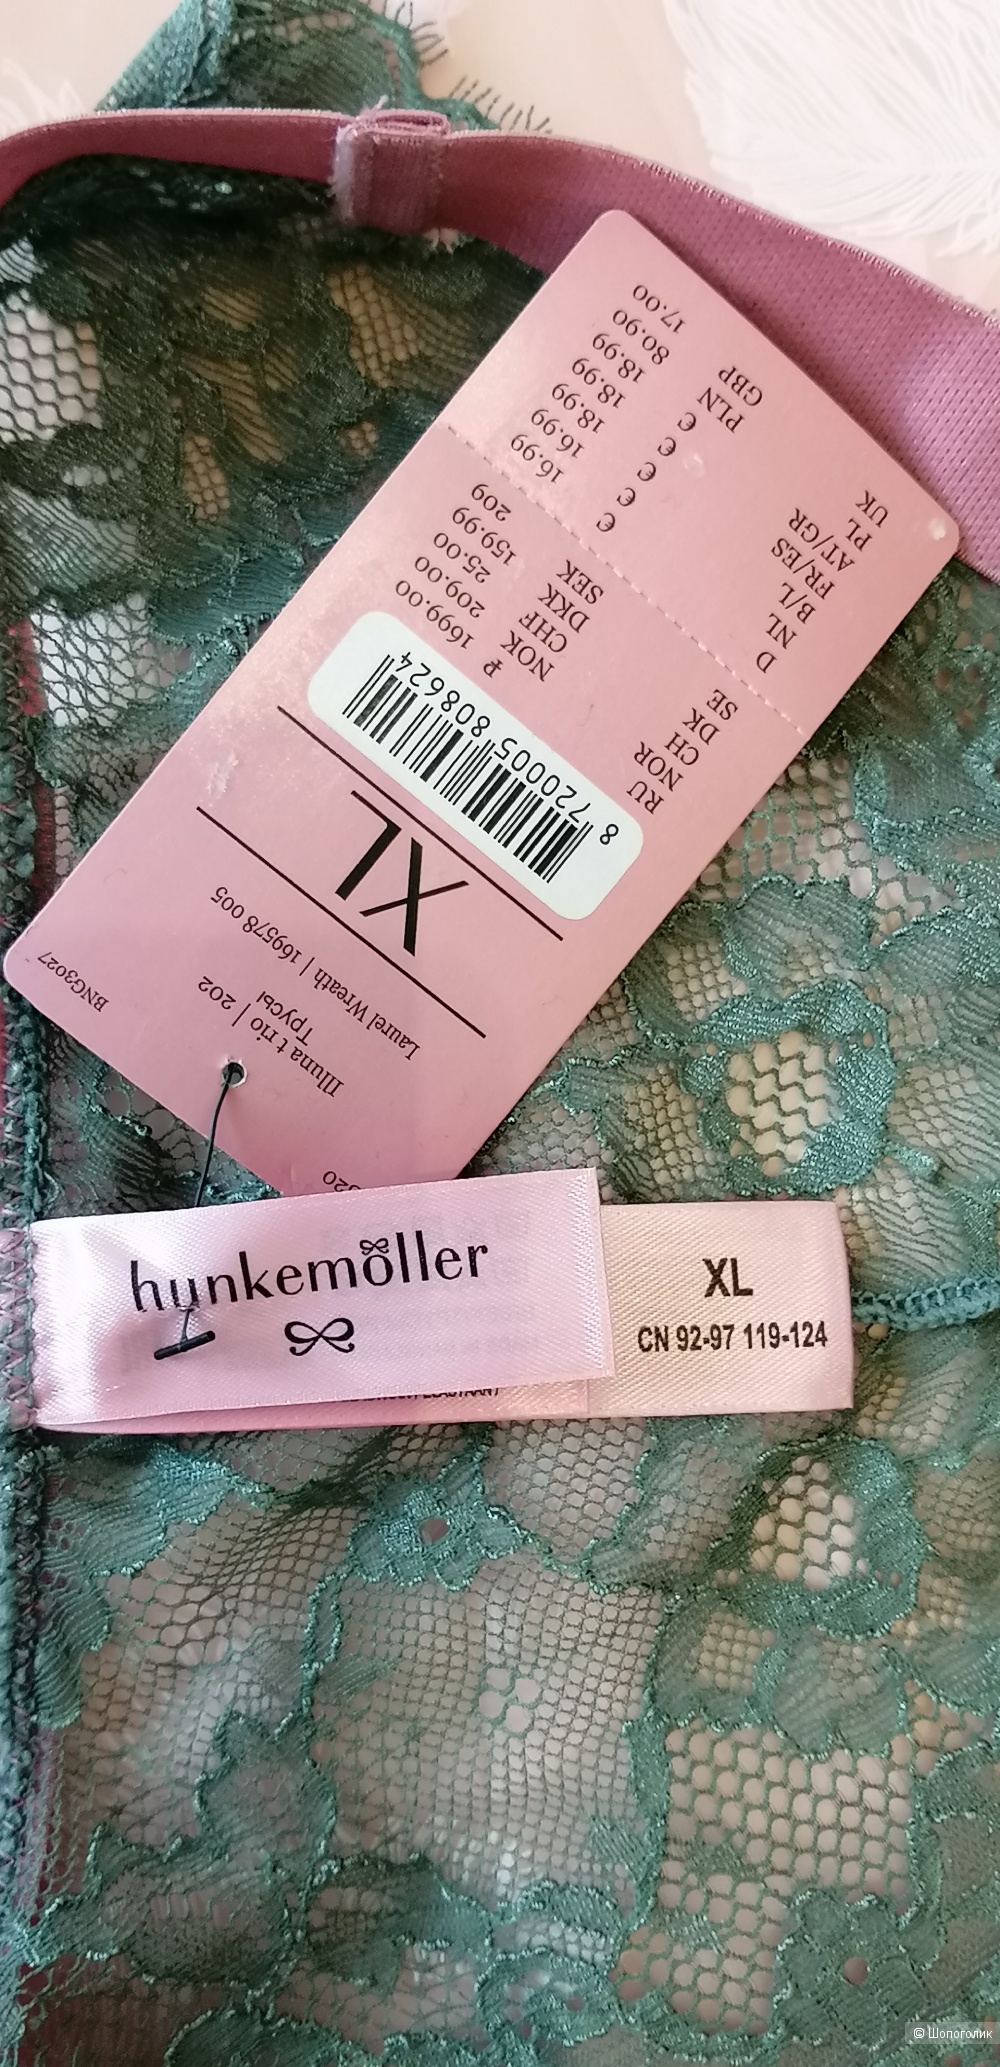 Illuna t rio | 202
BNG3027
Трусы
Laurel Wreath | 169578 005
XL
8 720005 808624
RU ₽ 1699.00
NOR NOK 209.00
CH CHF 25.00
DK DKK 159.99
SE SEK 209
D € 16.99
NL € 16.99
B/L € 18.99
FR/ES € 18.99
AT/GR € 18.99
PL PLN 80.90
UK GBP 17.00
hunkemöller
XL
CN 92-97 119-124
© Шопоголик